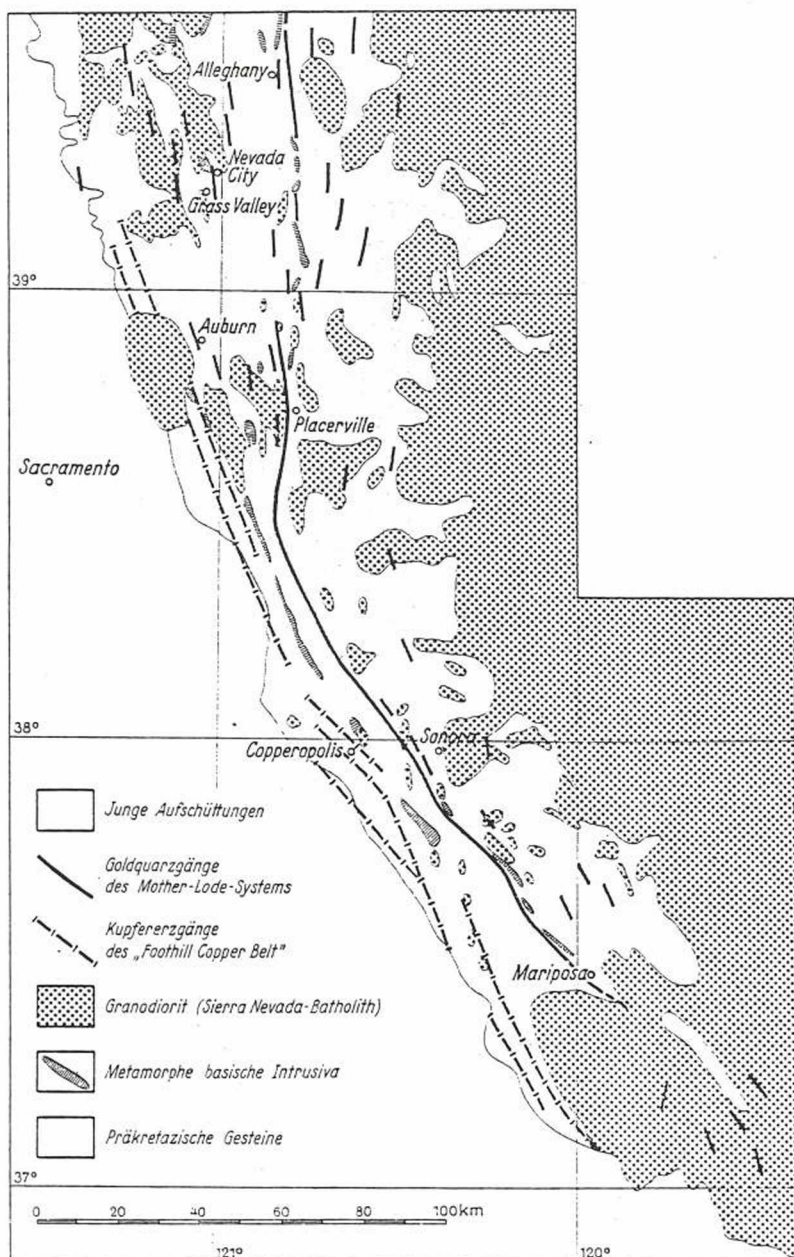 Alleghany
Nevada
City
Grass Valley
39°
Auburn
Placerville
Sacramento
38°
Sonora
Copperopolis
Junge Aufschüttungen
Goldquarzgänge
des Mother-Lode-Systems
Kupfererzgänge
des „Foothill Copper Belt"
Mariposa
Granodiorit (Sierra Nevada-Batholith)
Metamorphe basische Intrusiva
Präkretazische Gesteine
37°
0 20 40 60 80 100 km
121° 120°